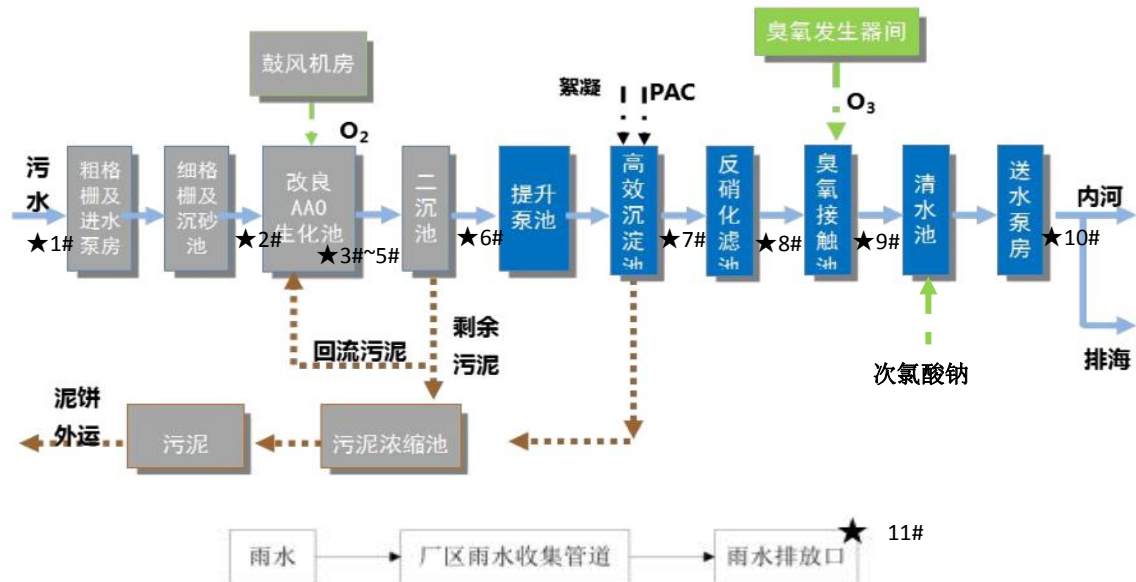 臭氧发生器间
鼓风机房
絮凝
PAC
O₃
O₂
污
水
粗格
栅及
进水
泵房
细格
栅及
沉砂
池
改良
AAO
生化池
二
沉
池
提升
泵池
高
效
沉
淀
池
反
硝
化
滤
池
臭
氧
接
触
池
清
水
池
送
水
泵
房
内河
★1#
★2#
★3#~5#
★6#
★7#
★8#
★9#
★10#
回流污泥
剩余
污泥
排海
次氯酸钠
泥饼
外运
污泥
污泥浓缩池
★ 11#
雨水
厂区雨水收集管道
雨水排放口